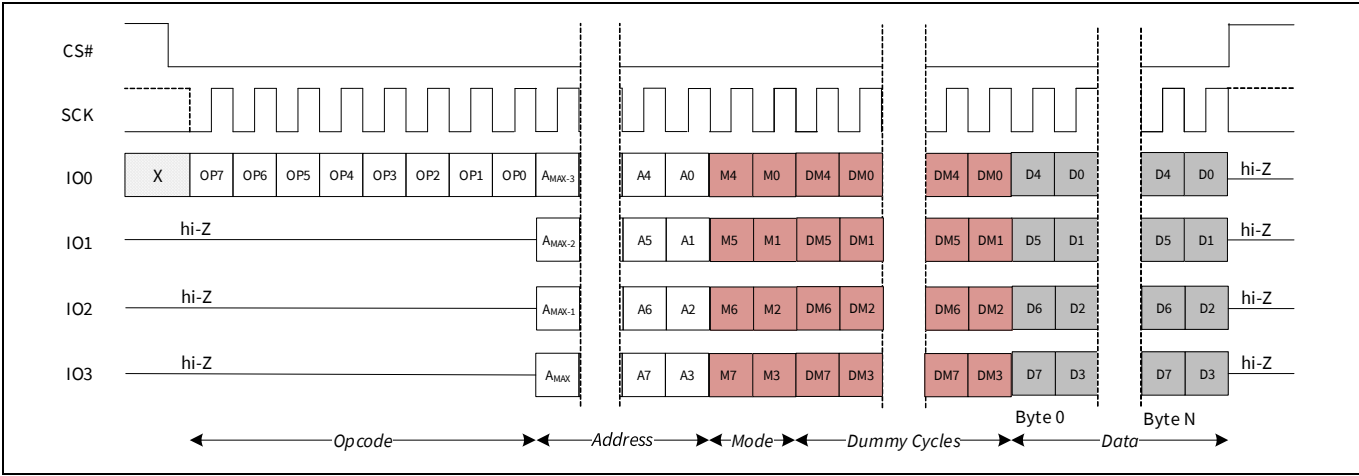 CS#
SCK
IO0 X OP7 OP6 OP5 OP4 OP3 OP2 OP1 OP0 AMAX-3 A4 A0 M4 M0 DM4 DM0 DM4 DM0 D4 D0 D4 D0 hi-Z
IO1 hi-Z AMAX-2 A5 A1 M5 M1 DM5 DM1 DM5 DM1 D5 D1 D5 D1 hi-Z
IO2 hi-Z AMAX-1 A6 A2 M6 M2 DM6 DM2 DM6 DM2 D6 D2 D6 D2 hi-Z
IO3 hi-Z AMAX A7 A3 M7 M3 DM7 DM3 DM7 DM3 D7 D3 D7 D3 hi-Z
Byte 0 Byte N
Opcode Address Mode Dummy Cycles Data